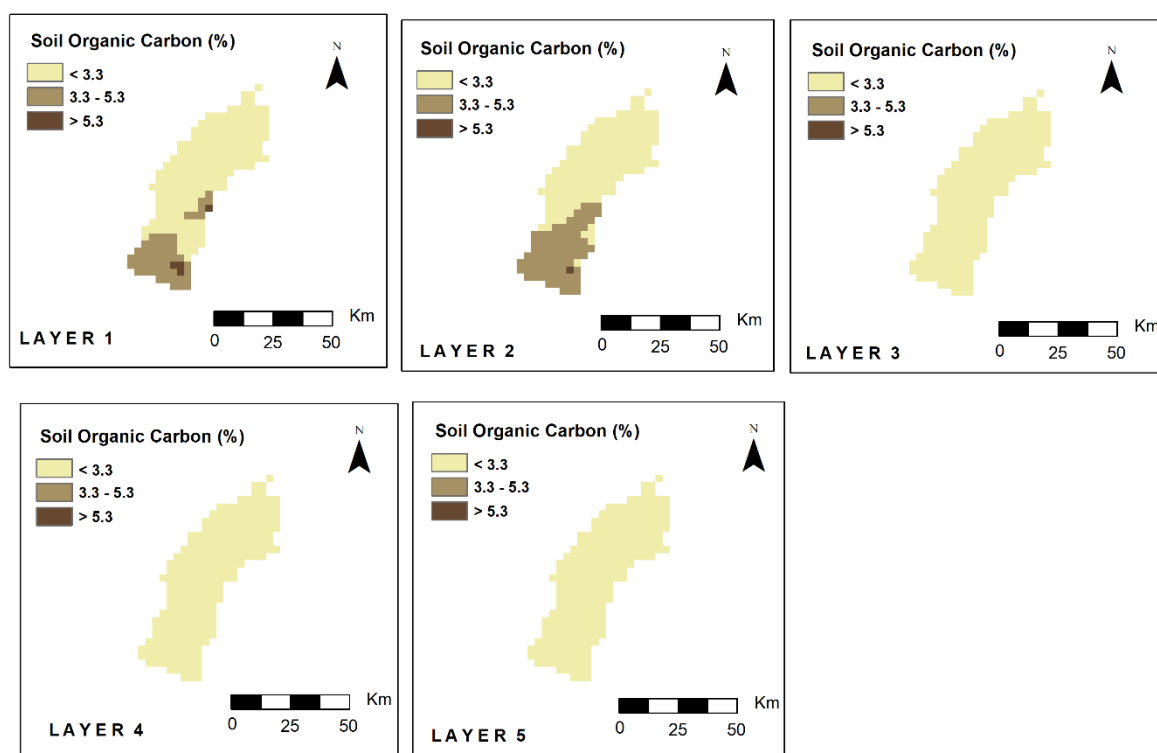 Soil Organic Carbon (%)
< 3.3
3.3 - 5.3
> 5.3
N
Km
0 25 50
LAYER 1
Soil Organic Carbon (%)
< 3.3
3.3 - 5.3
> 5.3
N
Km
0 25 50
LAYER 2
Soil Organic Carbon (%)
< 3.3
3.3 - 5.3
> 5.3
N
Km
0 25 50
LAYER 3
Soil Organic Carbon (%)
< 3.3
3.3 - 5.3
> 5.3
N
Km
0 25 50
LAYER 4
Soil Organic Carbon (%)
< 3.3
3.3 - 5.3
> 5.3
N
Km
0 25 50
LAYER 5